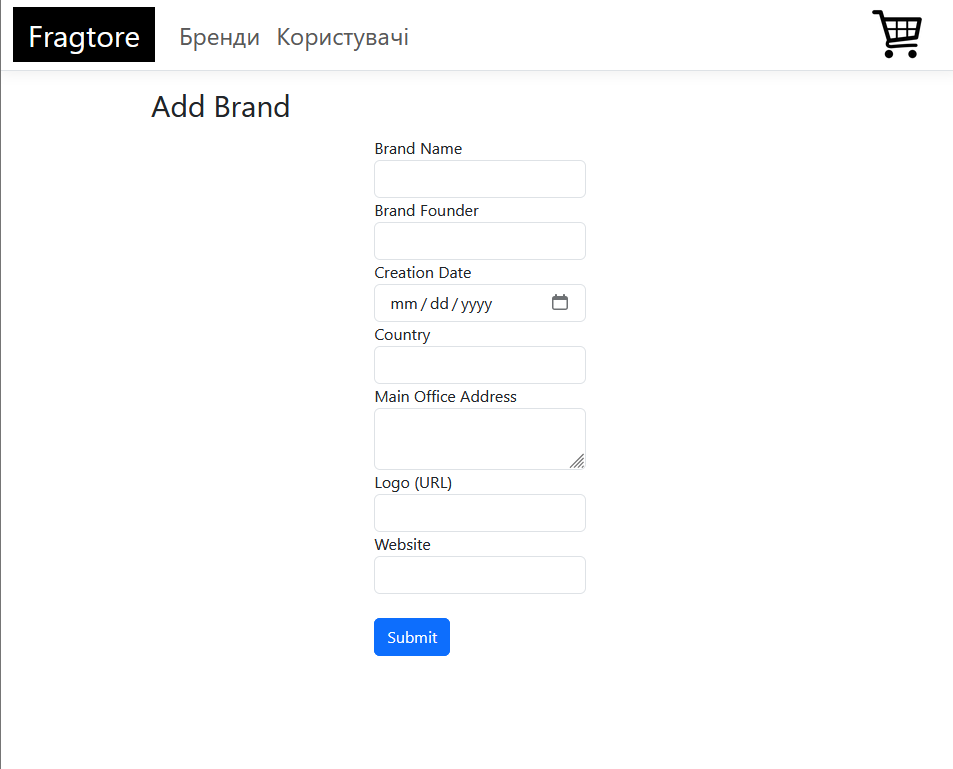 Fragtore Бренди Користувачі
Add Brand
Brand Name
Brand Founder
Creation Date
mm/dd/yyyy
Country
Main Office Address
Logo (URL)
Website
Submit